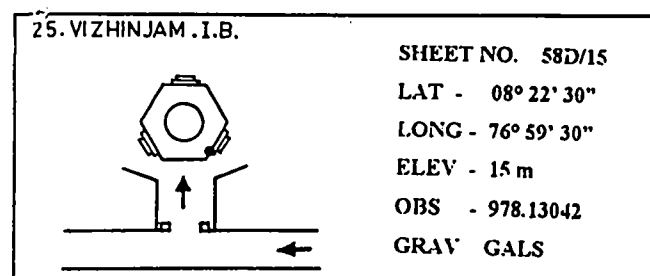 25. VIZHINJAM . I.B.
SHEET NO. 58D/15
LAT - 08° 22' 30"
LONG - 76° 59' 30"
ELEV - 15 m
OBS - 978.13042
GRAV GALS